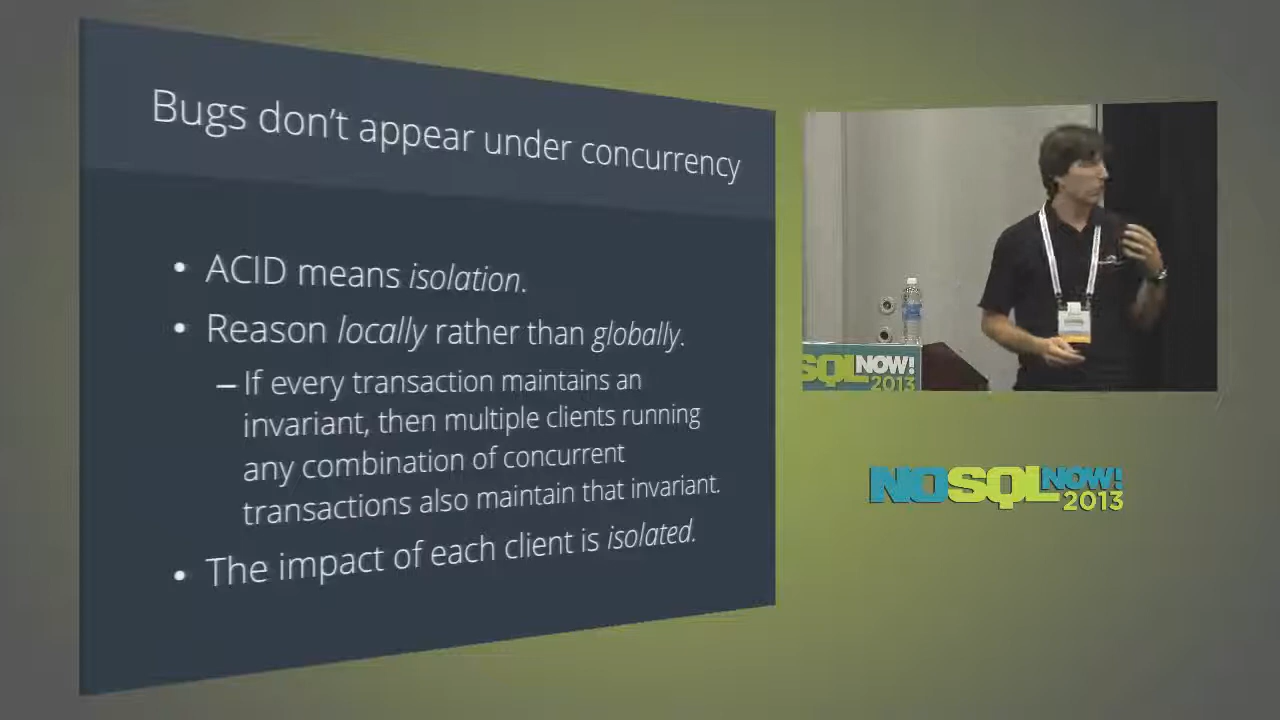 Bugs don't appear under concurrency
• ACID means isolation.
• Reason locally rather than globally.
– If every transaction maintains an
invariant, then multiple clients running
any combination of concurrent
transactions also maintain that invariant.
• The impact of each client is isolated.
SQL NOW!
2013
NOSQL NOW!
2013